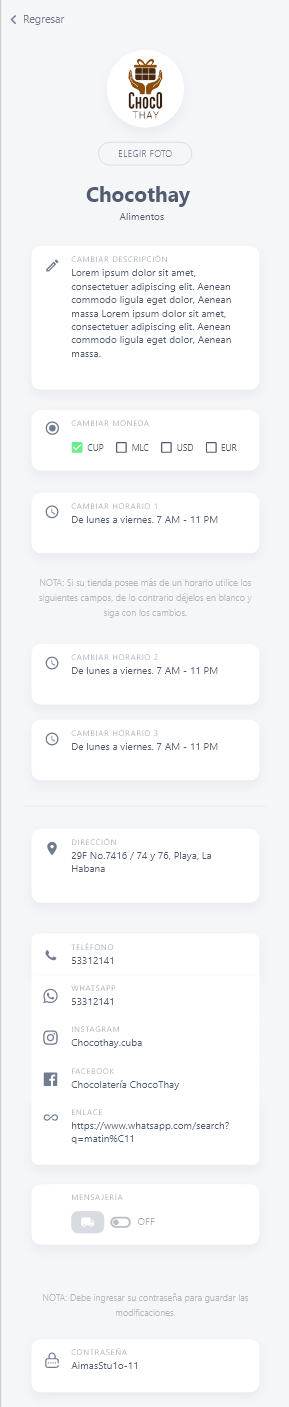 Regresar
CHOCO
THAY
ELEGIR FOTO
Chocothay
Alimentos
CAMBIAR DESCRIPCIÓN
Lorem ipsum dolor sit amet,
consectetuer adipiscing elit. Aenean
commodo ligula eget dolor, Aenean
massa Lorem ipsum dolor sit amet,
consectetuer adipiscing elit. Aenean
commodo ligula eget dolor, Aenean
massa.
CAMBIAR MONEDA
CUP MLC USD EUR
CAMBIAR HORARIO 1
De lunes a viernes. 7 AM - 11 PM
NOTA: Si su tienda posee más de un horario utilice los
siguientes campos, de lo contrario déjelos en blanco y
siga con los cambios.
CAMBIAR HORARIO 2
De lunes a viernes. 7 AM - 11 PM
CAMBIAR HORARIO 3
De lunes a viernes. 7 AM - 11 PM
DIRECCIÓN
29F No.7416 / 74 y 76, Playa, La
Habana
TELÉFONO
53312141
WHATSAPP
53312141
INSTAGRAM
Chocothay.cuba
FACEBOOK
Chocolatería ChocoThay
ENLACE
https://www.whatsapp.com/search?
q=matin%C11
MENSAJERÍA
OFF
NOTA: Debe ingresar su contraseña para guardar las
modificaciones.
CONTRASEÑA
AimasStu1o-11